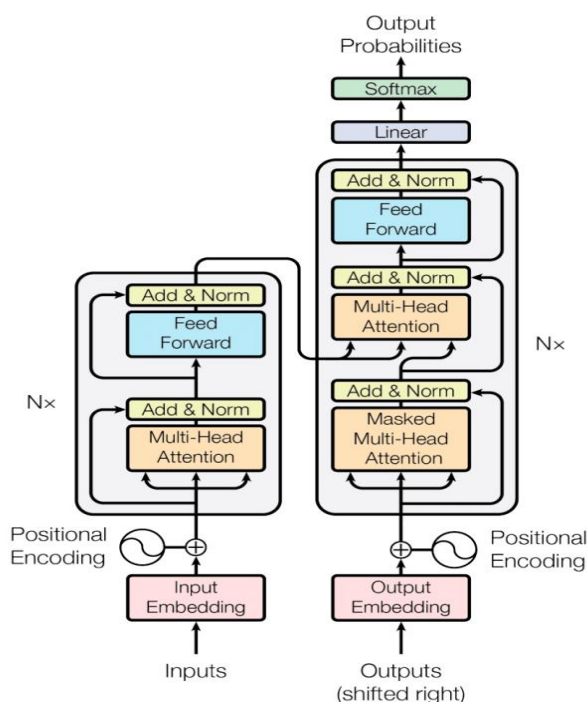 Output
Probabilities
Softmax
Linear
Add & Norm
Feed
Forward
Add & Norm
Multi-Head
Attention
Add & Norm
Masked
Multi-Head
Attention
N×
Add & Norm
Feed
Forward
Add & Norm
Multi-Head
Attention
N×
Positional
Encoding
Positional
Encoding
Input
Embedding
Output
Embedding
Inputs
Outputs
(shifted right)